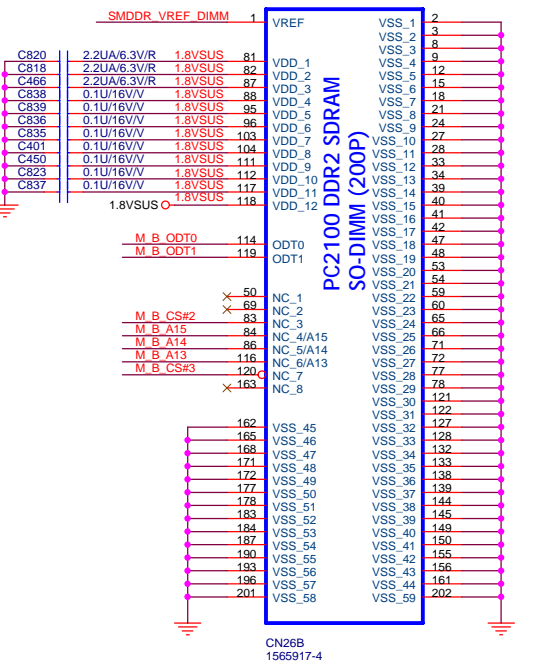 SMDDR_VREF_DIMM 1 VREF
C820 2.2UA/6.3V/R 1.8VSUS 81 VDD_1
C818 2.2UA/6.3V/R 1.8VSUS 82 VDD_2
C466 2.2UA/6.3V/R 1.8VSUS 87 VDD_3
C838 0.1U/16V/V 1.8VSUS 88 VDD_4
C839 0.1U/16V/V 1.8VSUS 95 VDD_5
C836 0.1U/16V/V 1.8VSUS 96 VDD_6
C835 0.1U/16V/V 1.8VSUS 103 VDD_7
C401 0.1U/16V/V 1.8VSUS 104 VDD_8
C450 0.1U/16V/V 1.8VSUS 111 VDD_9
C823 0.1U/16V/V 1.8VSUS 112 VDD_10
C837 0.1U/16V/V 1.8VSUS 117 VDD_11
1.8VSUS 1.8VSUS 118 VDD_12
M_B_ODT0 114 ODT0
M_B_ODT1 119 ODT1
50 NC_1
69 NC_2
M_B_CS#2 83 NC_3
M_B_A15 84 NC_4/A15
M_B_A14 86 NC_5/A14
M_B_A13 116 NC_6/A13
M_B_CS#3 120 NC_7
163 NC_8
162 VSS_45
165 VSS_46
168 VSS_47
171 VSS_48
172 VSS_49
177 VSS_50
178 VSS_51
183 VSS_52
184 VSS_53
187 VSS_54
190 VSS_55
193 VSS_56
196 VSS_57
201 VSS_58
PC2100 DDR2 SDRAM
SO-DIMM (200P)
VSS_1 2
VSS_2 3
VSS_3 8
VSS_4 9
VSS_5 12
VSS_6 15
VSS_7 18
VSS_8 21
VSS_9 24
VSS_10 27
VSS_11 28
VSS_12 33
VSS_13 34
VSS_14 39
VSS_15 40
VSS_16 41
VSS_17 42
VSS_18 47
VSS_19 48
VSS_20 53
VSS_21 54
VSS_22 59
VSS_23 60
VSS_24 65
VSS_25 66
VSS_26 71
VSS_27 72
VSS_28 77
VSS_29 78
VSS_30 121
VSS_31 122
VSS_32 127
VSS_33 128
VSS_34 132
VSS_35 133
VSS_36 138
VSS_37 139
VSS_38 144
VSS_39 145
VSS_40 149
VSS_41 150
VSS_42 155
VSS_43 156
VSS_44 161
VSS_59 202
CN26B
1565917-4